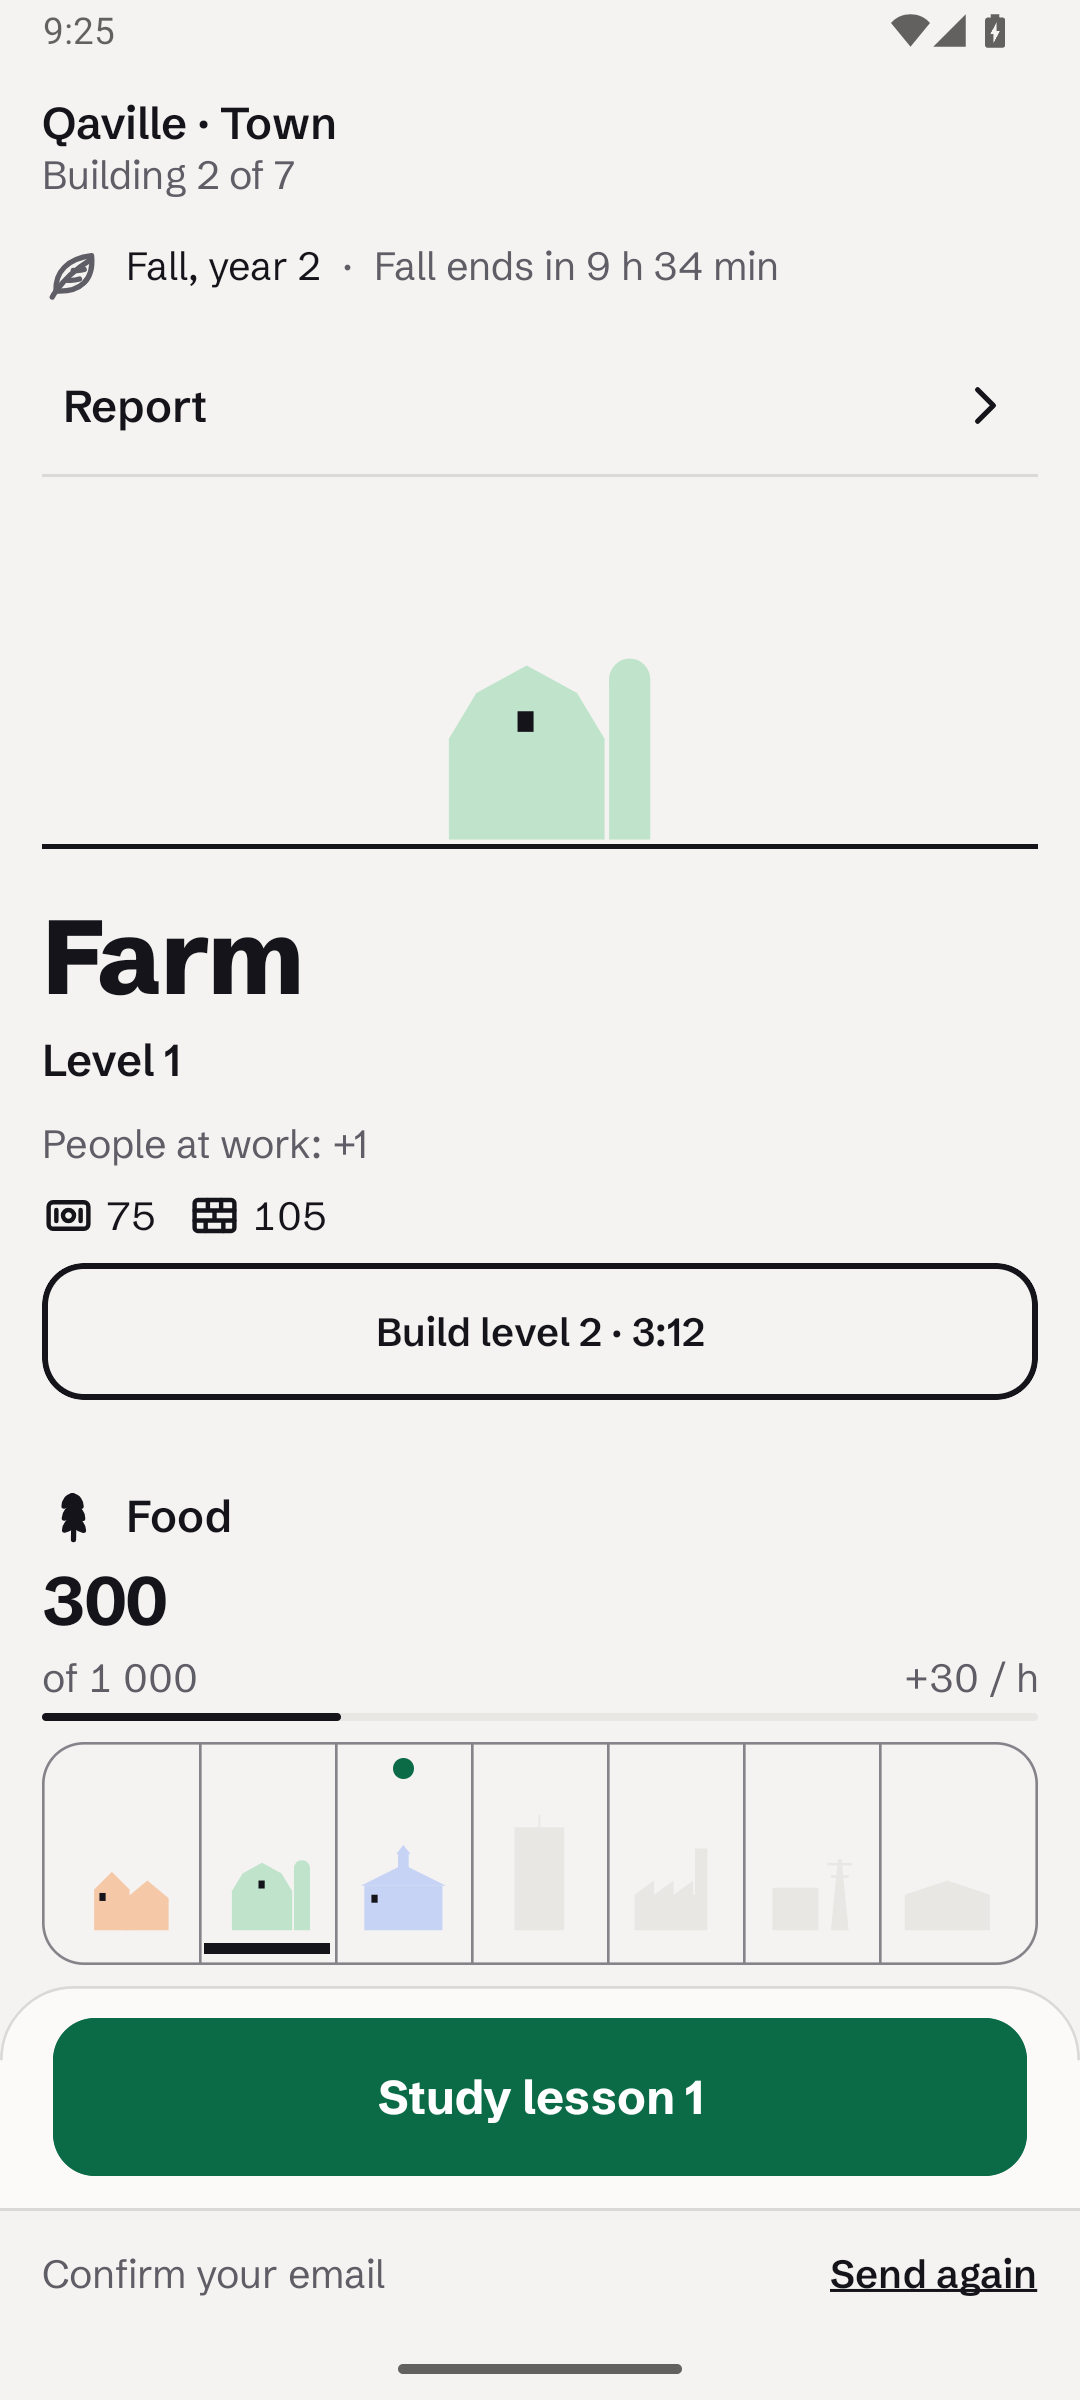 9:25
Qaville · Town
Building 2 of 7
Fall, year 2 · Fall ends in 9 h 34 min
Report
Farm
Level 1
People at work: +1
75 105
Build level 2 · 3:12
Food
300
of 1 000 +30 / h
Study lesson 1
Confirm your email Send again